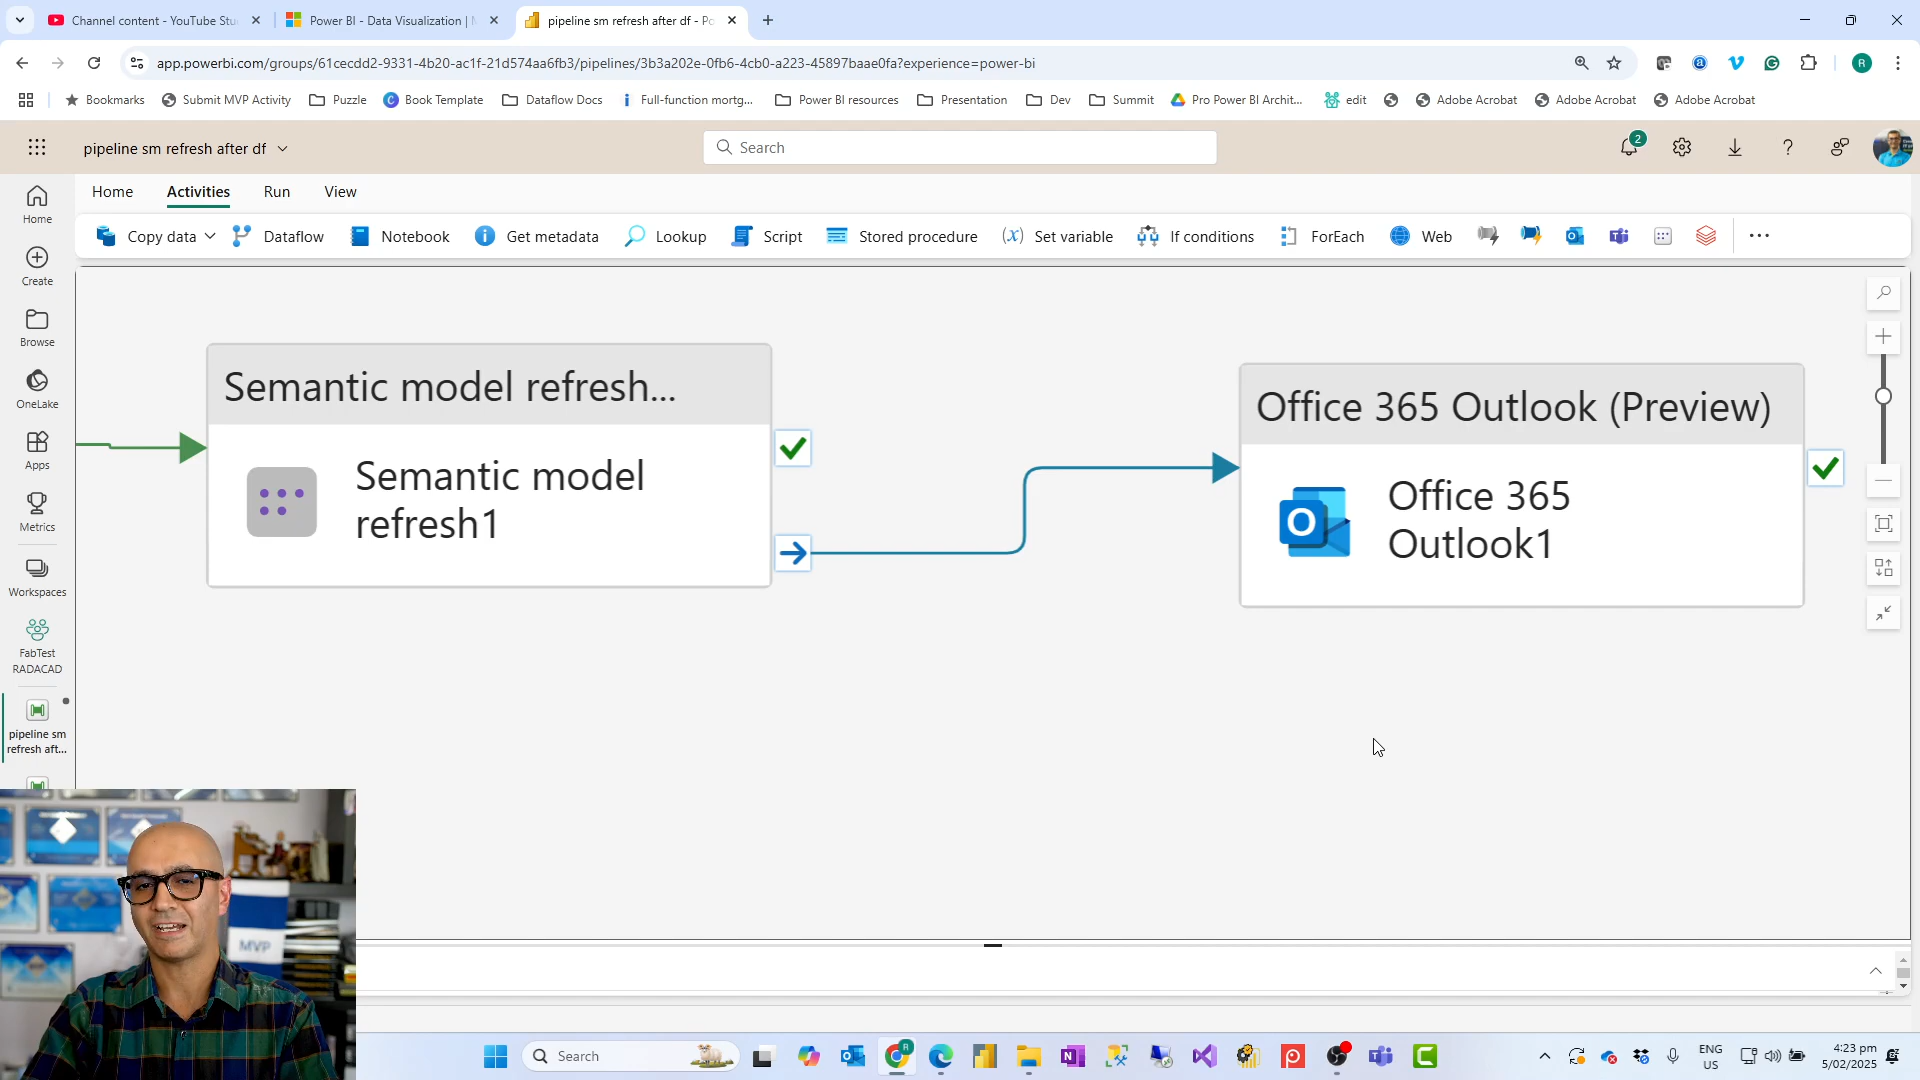 Channel content - YouTube Stu
Power BI - Data Visualization | M
pipeline sm refresh after df - Po
app.powerbi.com/groups/61cecdd2-9331-4b20-ac1f-21d574aa6fb3/pipelines/3b3a202e-0fb6-4cb0-a223-45897baae0fa?experience=power-bi
R
Bookmarks
Submit MVP Activity
Puzzle
Book Template
Dataflow Docs
Full-function mortg...
Power BI resources
Presentation
Dev
Summit
Pro Power BI Archit...
edit
Adobe Acrobat
Adobe Acrobat
Adobe Acrobat
pipeline sm refresh after df
Search
2
Home
Activities
Run
View
Copy data
Dataflow
Notebook
Get metadata
Lookup
Script
Stored procedure
(x) Set variable
If conditions
ForEach
Web
Home
Create
Browse
OneLake
Apps
Metrics
Workspaces
FabTest
RADACAD
pipeline sm
refresh aft...
Semantic model refresh...
Semantic model
refresh1
Office 365 Outlook (Preview)
Office 365
Outlook1
MVP
Search
ENG
US
4:23 pm
5/02/2025